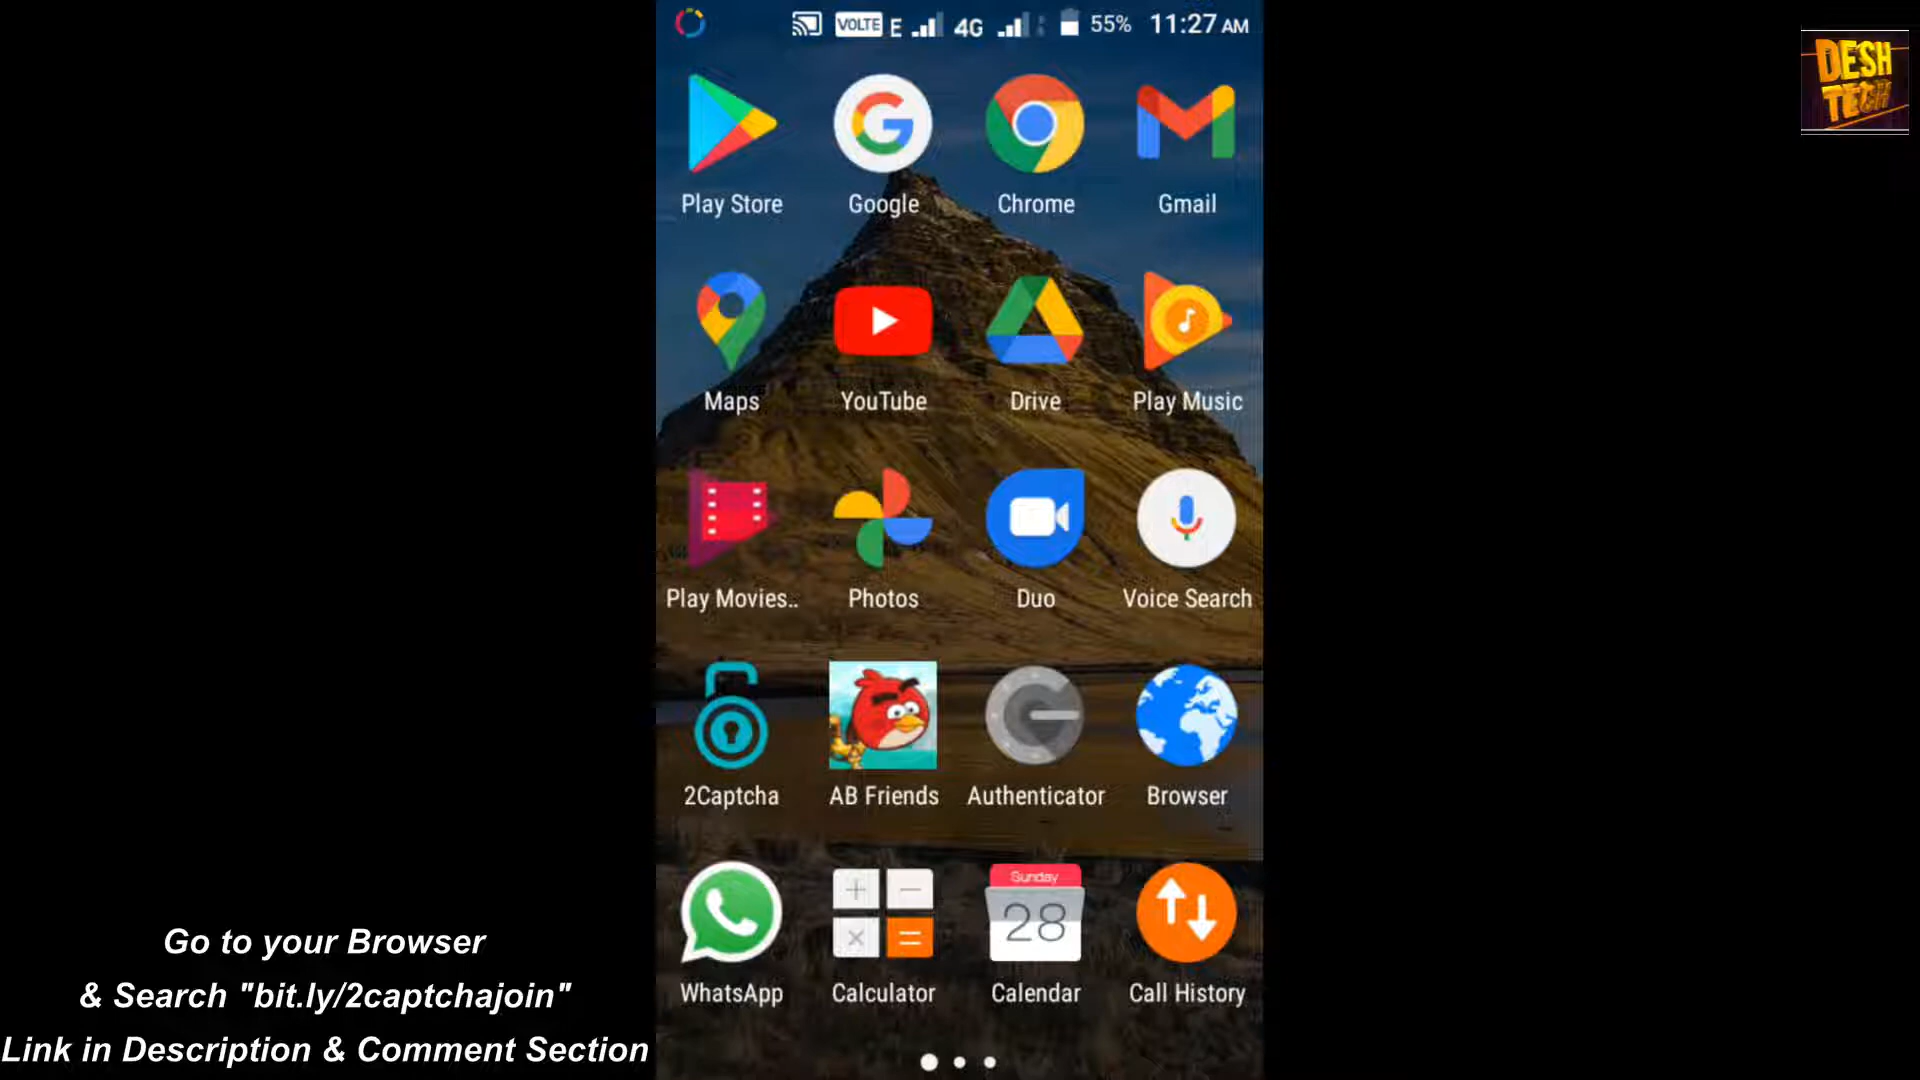 VOLTE E 4G 55% 11:27 AM
DESH
TECH
Play Store Google Chrome Gmail
Maps YouTube Drive Play Music
Play Movies.. Photos Duo Voice Search
2Captcha AB Friends Authenticator Browser
Sunday
28
WhatsApp Calculator Calendar Call History
Go to your Browser
& Search "bit.ly/2captchajoin"
Link in Description & Comment Section